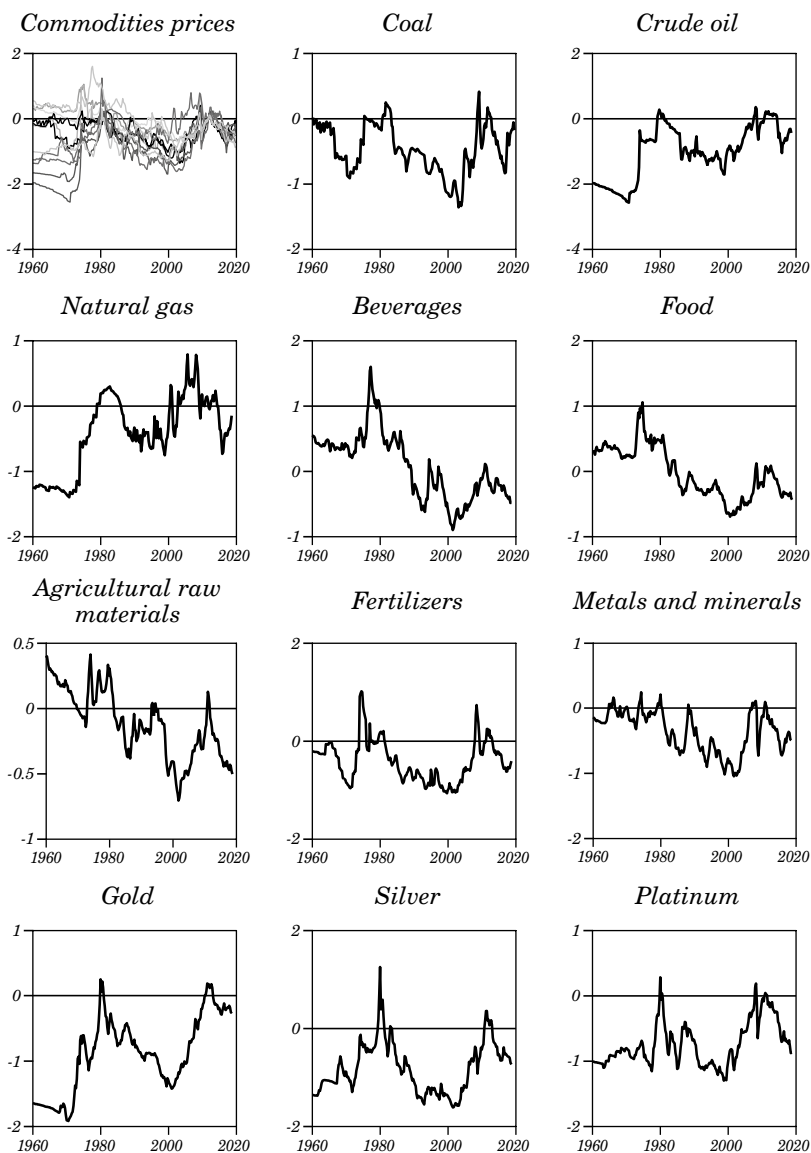 Commodities prices
Coal
Crude oil
2
0
-2
-4
1960 1980 2000 2020
1
0
-1
-2
1960 1980 2000 2020
2
0
-2
-4
1960 1980 2000 2020
Natural gas
Beverages
Food
1
0
-1
-2
1960 1980 2000 2020
2
1
0
-1
1960 1980 2000 2020
2
1
0
-1
1960 1980 2000 2020
Agricultural raw
materials
Fertilizers
Metals and minerals
0.5
0
-0.5
-1
1960 1980 2000 2020
2
0
-2
1960 1980 2000 2020
1
0
-1
-2
1960 1980 2000 2020
Gold
Silver
Platinum
1
0
-1
-2
1960 1980 2000 2020
2
0
-2
1960 1980 2000 2020
1
0
-1
-2
1960 1980 2000 2020